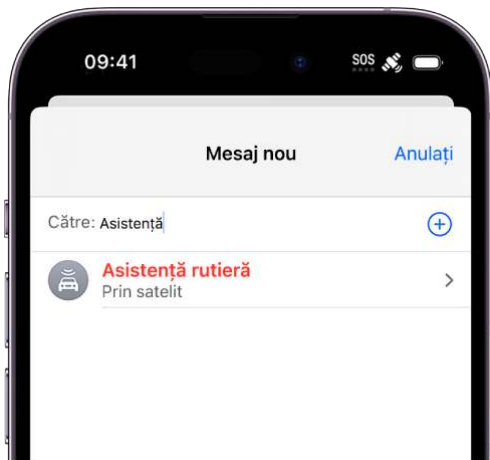 09:41
SOS
Mesaj nou
Anulați
Către: Asistență
Asistență rutieră
Prin satelit